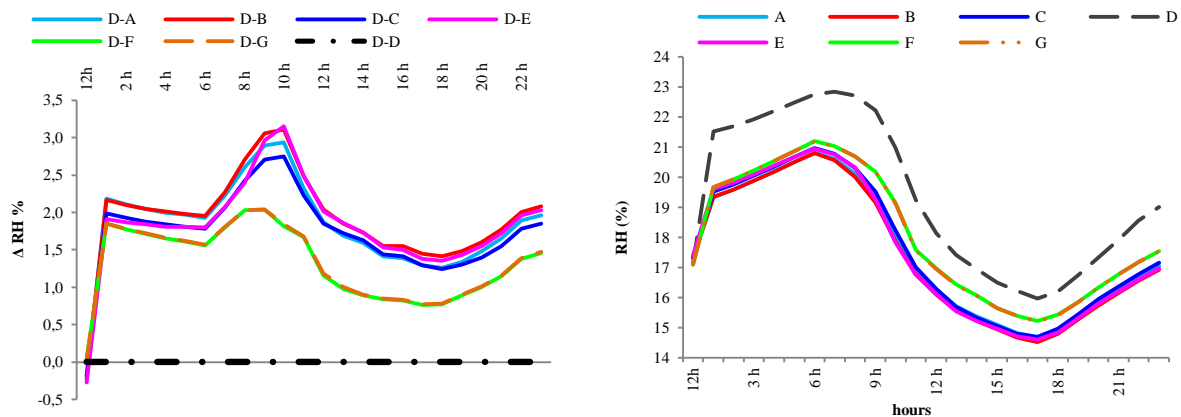 D-A D-B D-C D-E
D-F D-G D-D
12h 2 h 4 h 6 h 8 h 10 h 12 h 14 h 16 h 18 h 20 h 22 h
3,5
3,0
2,5
2,0
1,5
1,0
0,5
0,0
-0,5
Δ RH %
A B C D
E F G
24
23
22
21
20
19
18
17
16
15
14
RH (%)
12h 3 h 6 h 9 h 12 h 15 h 18 h 21 h
hours